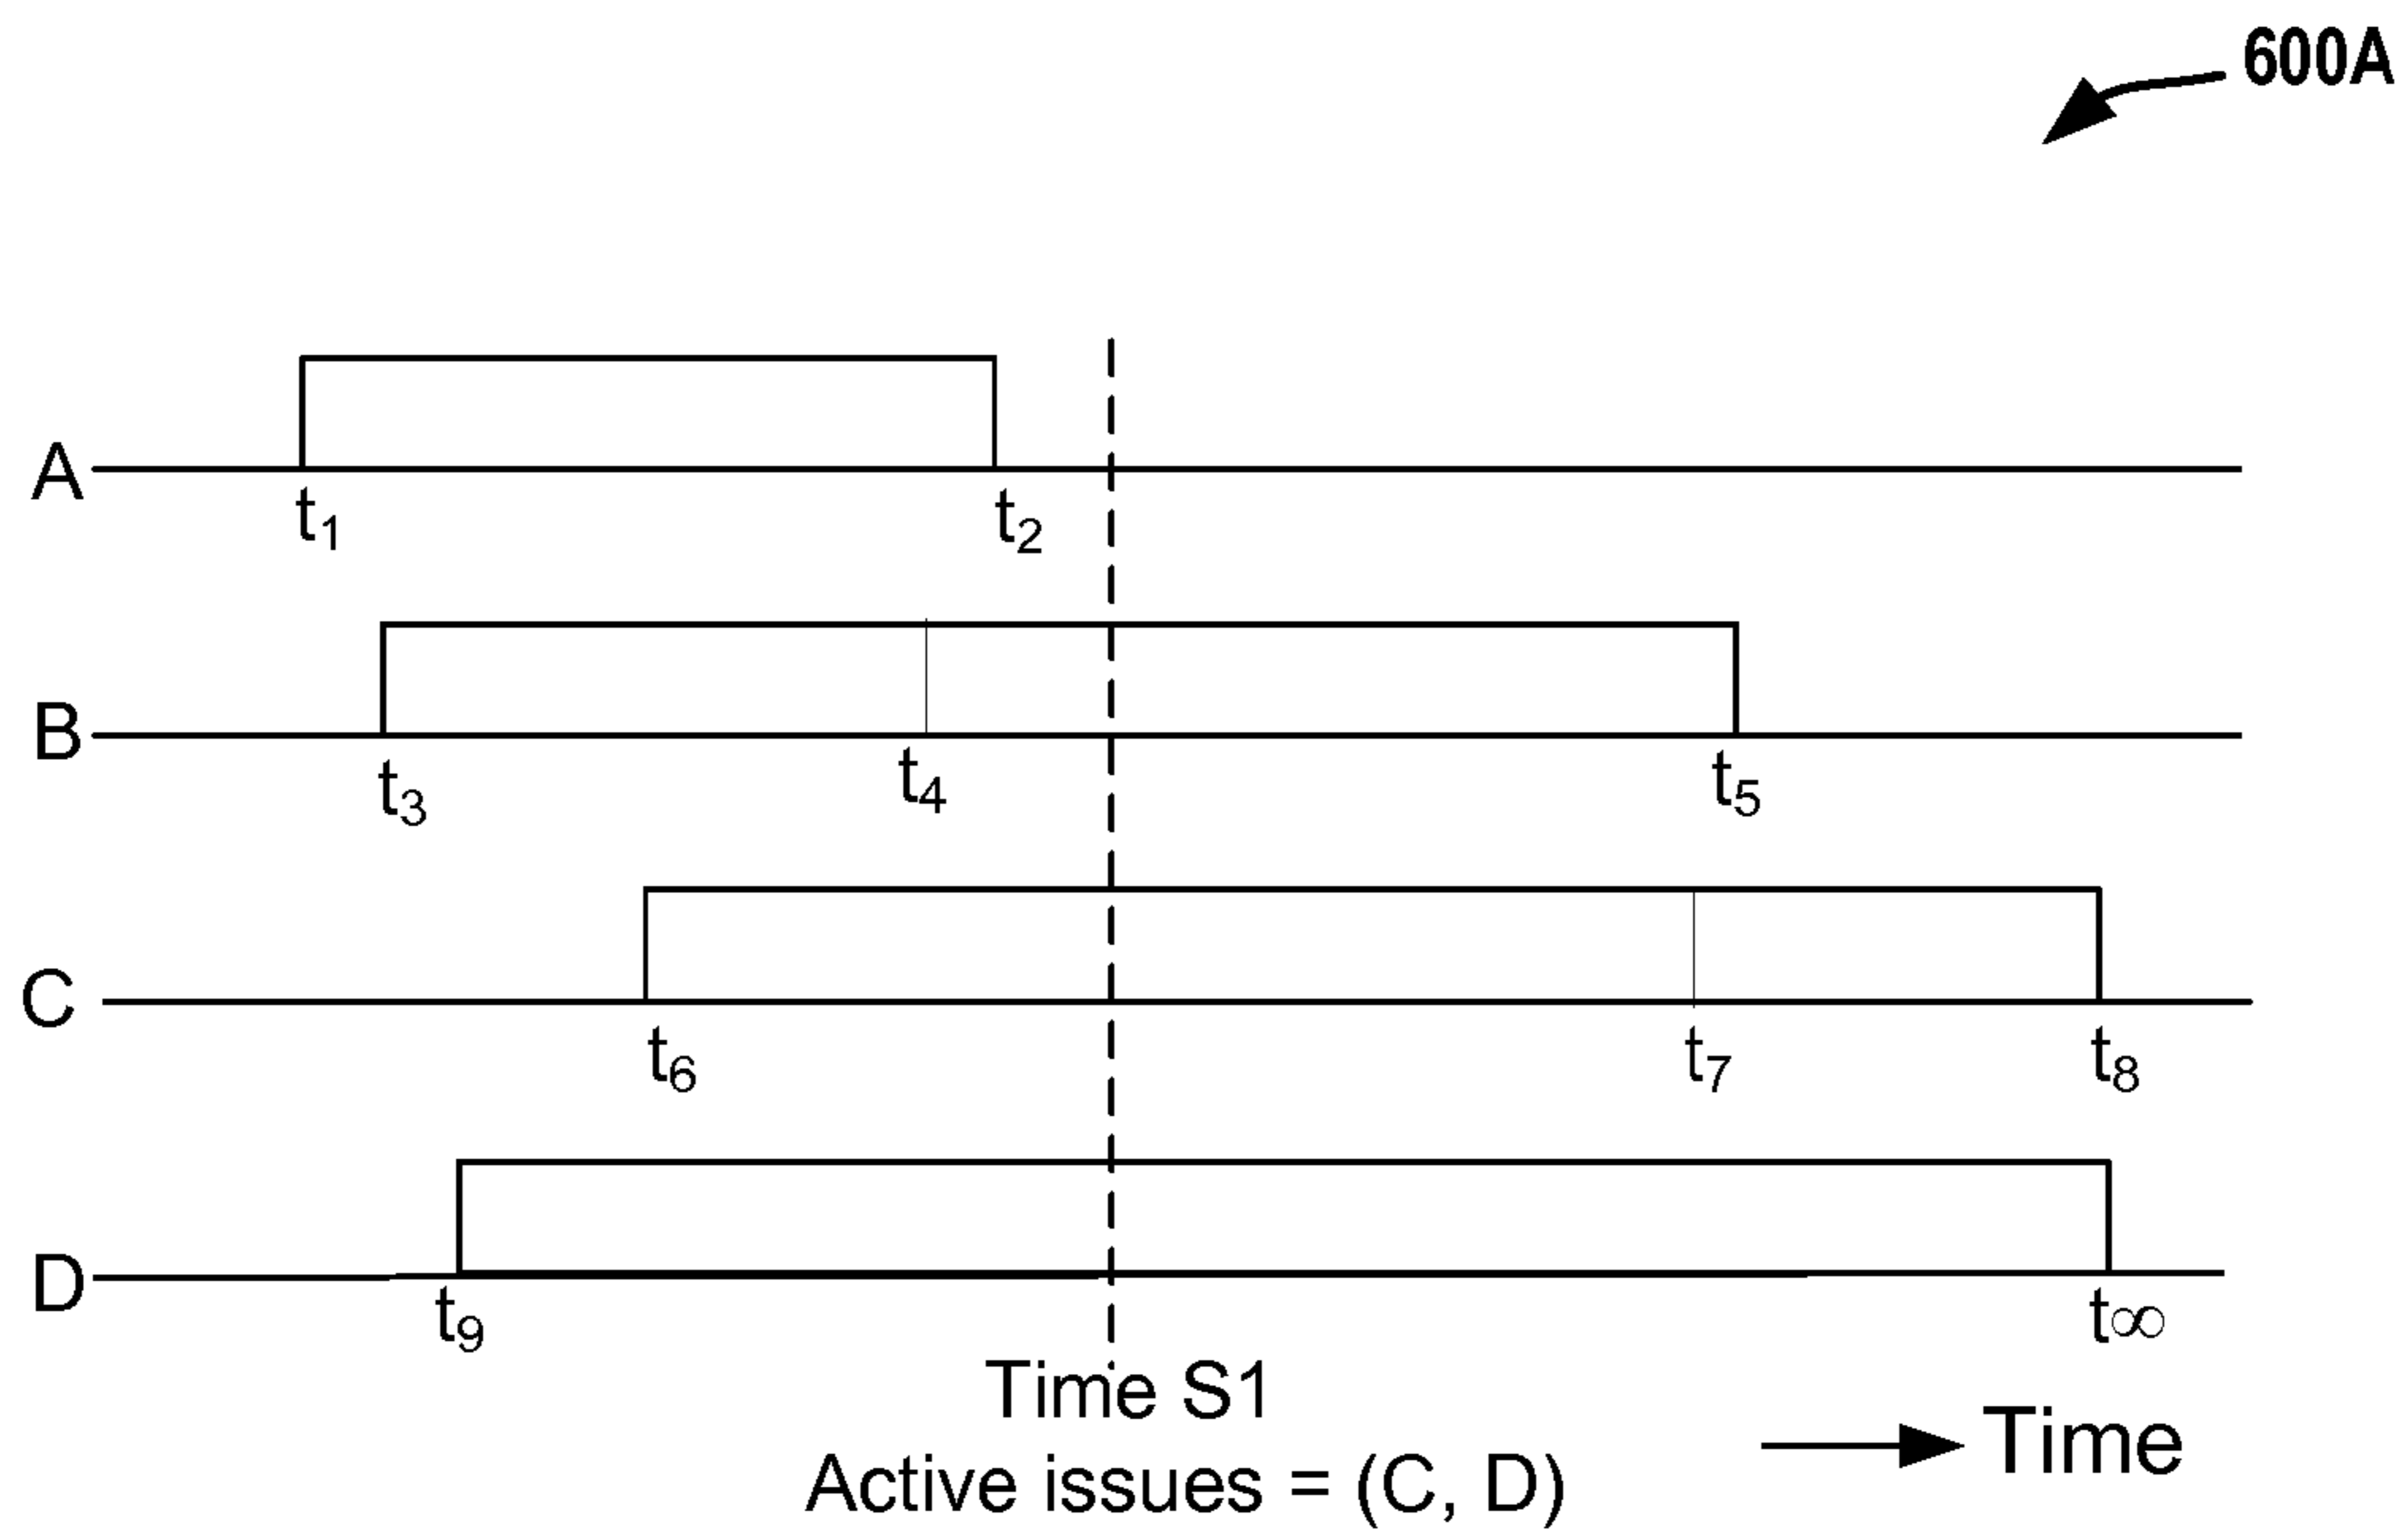 600A
A
t1
t2
B
t3
t4
t5
C
t6
t7
t8
D
t9
t∞
Time S1
Active issues = (C, D)
Time